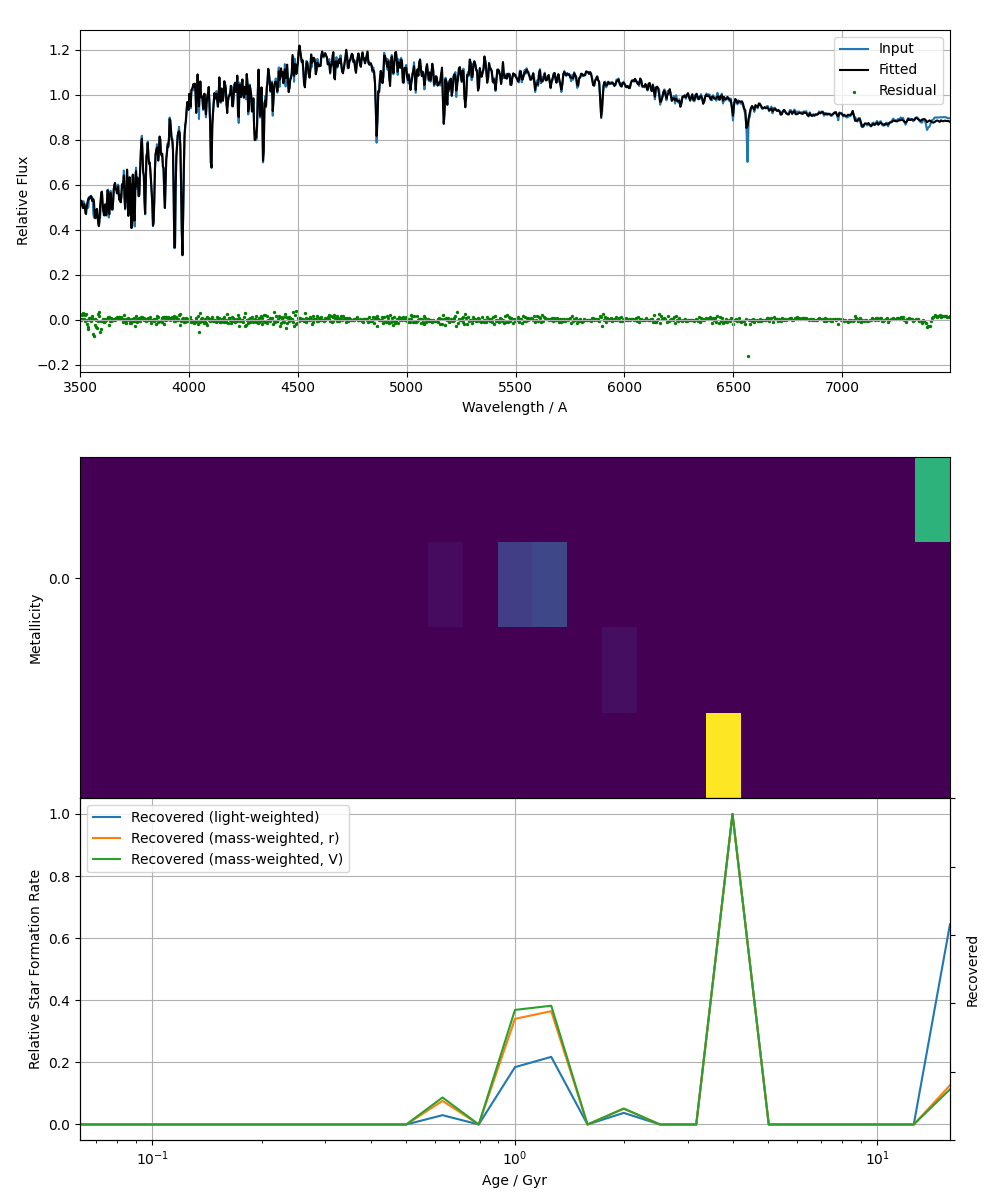 Relative Flux
1.2
1.0
0.8
0.6
0.4
0.2
0.0
−0.2
Input
Fitted
Residual
3500
4000
4500
5000
5500
6000
6500
7000
Wavelength / A
Metallicity
0.0
Relative Star Formation Rate
1.0
0.8
0.6
0.4
0.2
0.0
Recovered (light-weighted)
Recovered (mass-weighted, r)
Recovered (mass-weighted, V)
Recovered
10⁻¹
10⁰
10¹
Age / Gyr